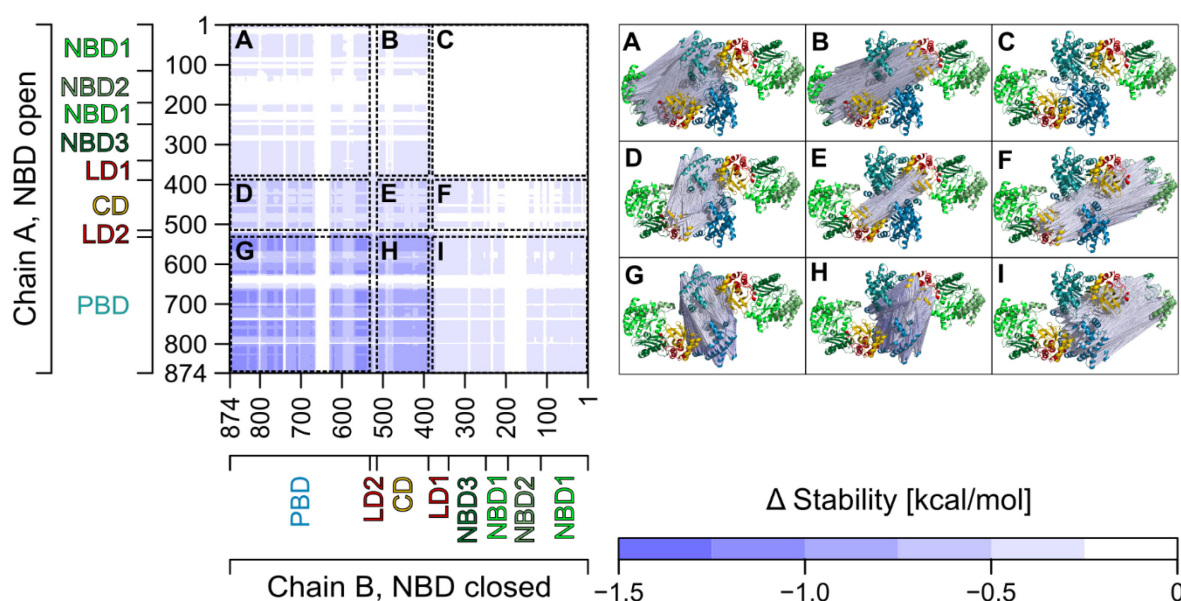 Chain A, NBD open
NBD1
NBD2
NBD1
NBD3
LD1
CD
LD2
PBD
1
100
200
300
400
500
600
700
800
874
A
B
C
D
E
F
G
H
I
874
800
700
600
500
400
300
200
100
1
PBD
LD2
CD
LD1
NBD3
NBD1
NBD2
NBD1
Chain B, NBD closed
A
B
C
D
E
F
G
H
I
Δ Stability [kcal/mol]
−1.5
−1.0
−0.5
0